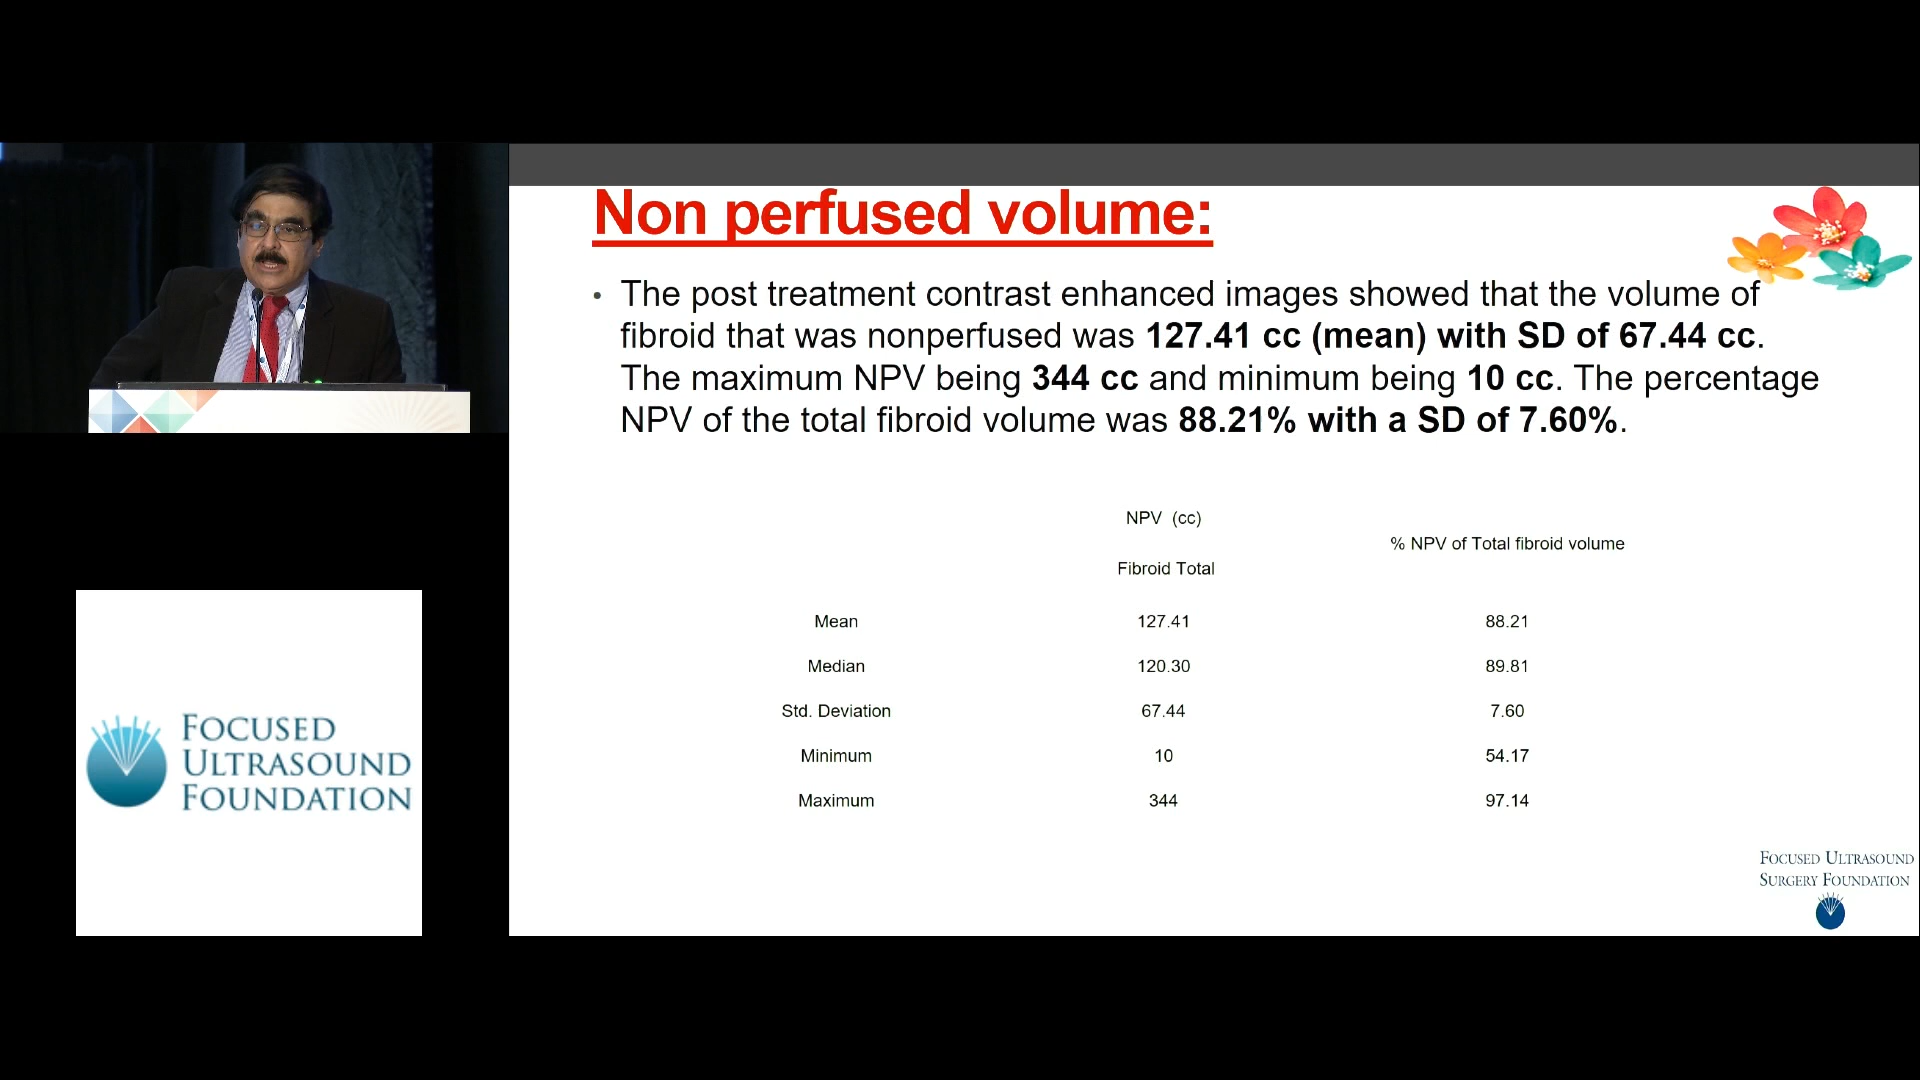 Non perfused volume:
• The post treatment contrast enhanced images showed that the volume of
fibroid that was nonperfused was 127.41 cc (mean) with SD of 67.44 cc.
The maximum NPV being 344 cc and minimum being 10 cc. The percentage
NPV of the total fibroid volume was 88.21% with a SD of 7.60%.
NPV (cc)
% NPV of Total fibroid volume
Fibroid Total
Mean 127.41 88.21
Median 120.30 89.81
Std. Deviation 67.44 7.60
Minimum 10 54.17
Maximum 344 97.14
FOCUSED ULTRASOUND
SURGERY FOUNDATION
FOCUSED
ULTRASOUND
FOUNDATION